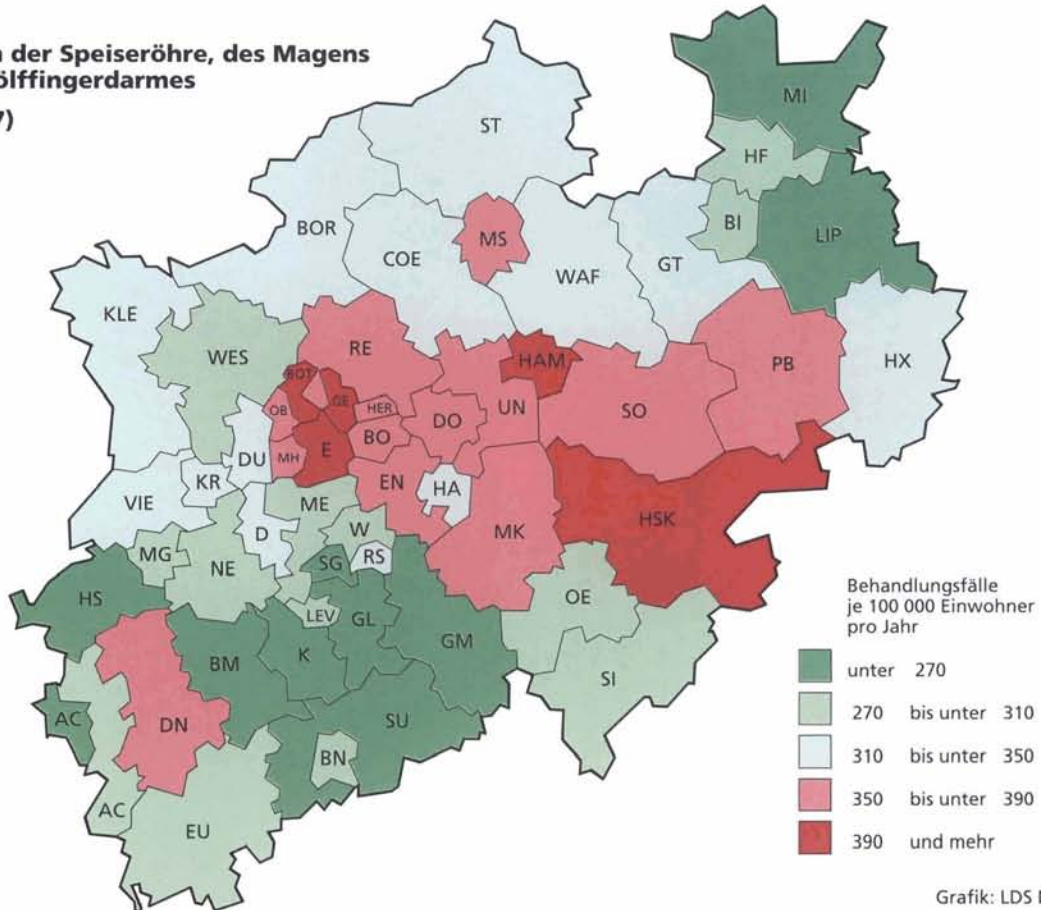 der Speiseröhre, des Magens
ölffingerdarmes
7)
ST
MI
HF
BOR
MS
BI
LIP
COE
WAF
GT
KLE
WES
RE
HAM
PB
HX
BOT
GE
OB
HER
DO
UN
SO
BO
MH
E
DU
KR
EN
HA
VIE
ME
D
W
MK
HSK
MG
NE
SG
RS
HS
OE
LEV
GL
GM
BM
K
SI
AC
DN
SU
BN
AC
EU
Behandlungsfälle
je 100 000 Einwohner
pro Jahr
unter 270
270 bis unter 310
310 bis unter 350
350 bis unter 390
390 und mehr
Grafik: LDS